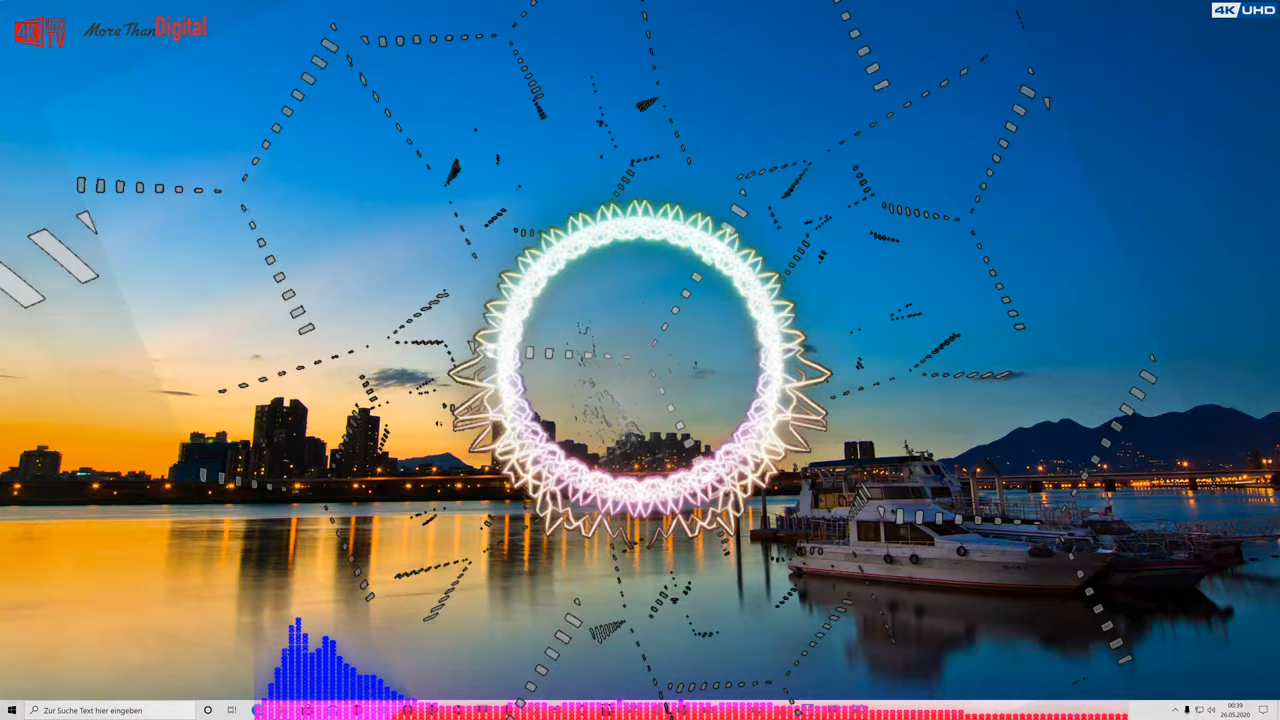 4K
TV
More Than Digital
4K UHD
Zur Suche Text hier eingeben
00:39
26.05.2020